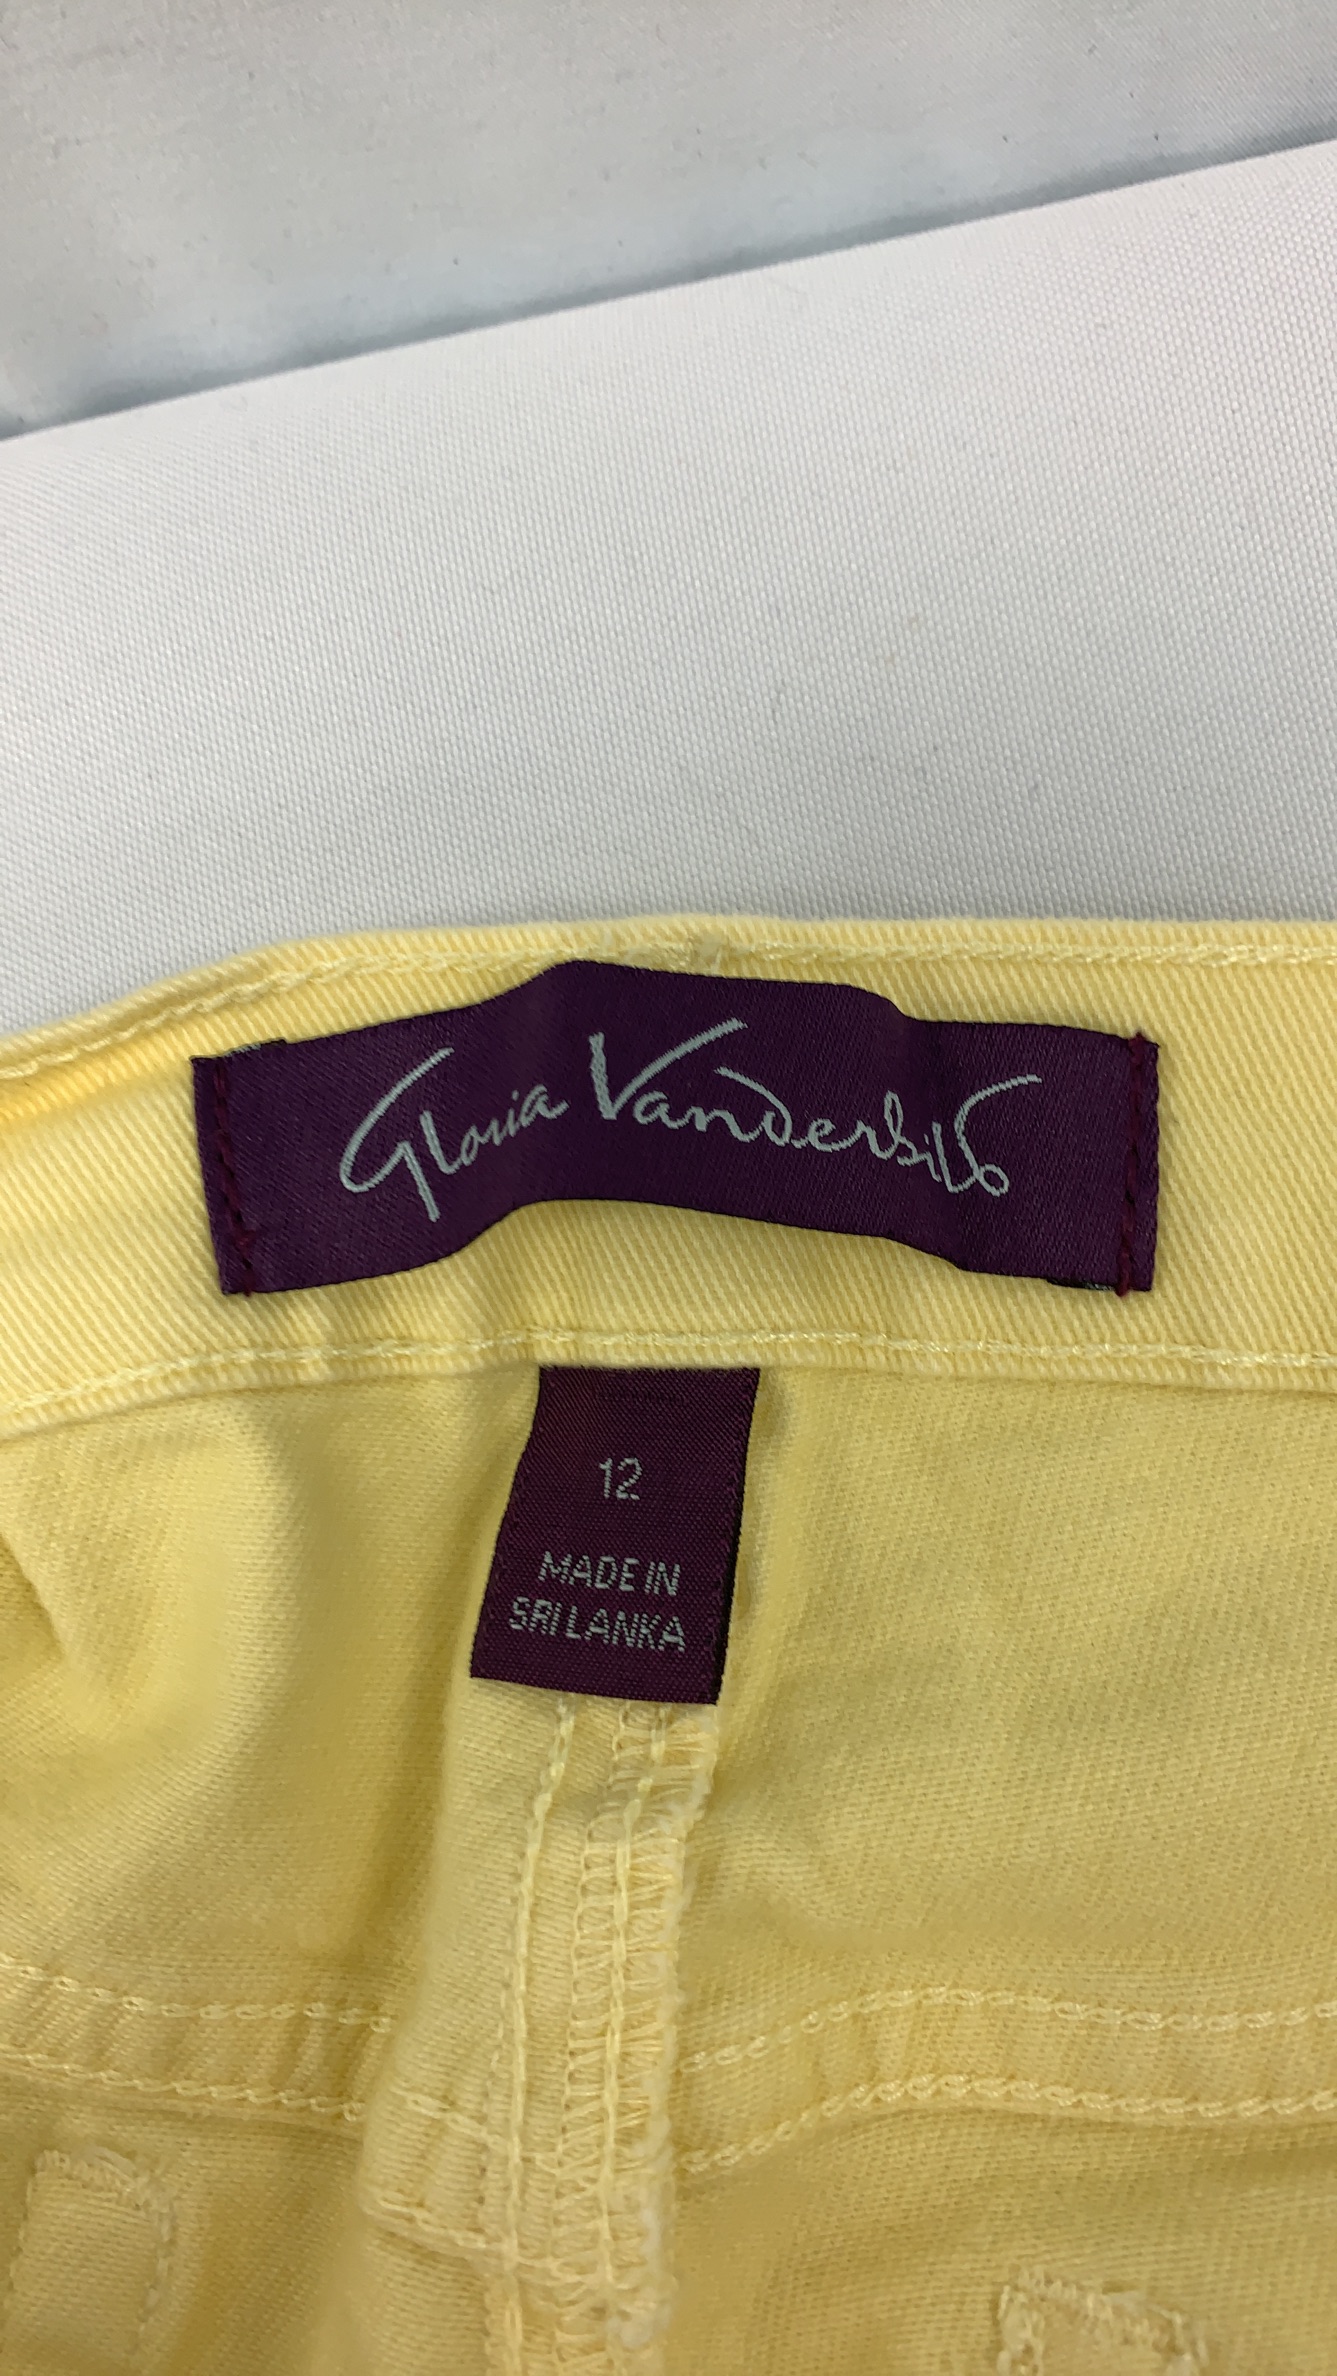 Gloria Vanderbilt
12
MADE IN
SRI LANKA